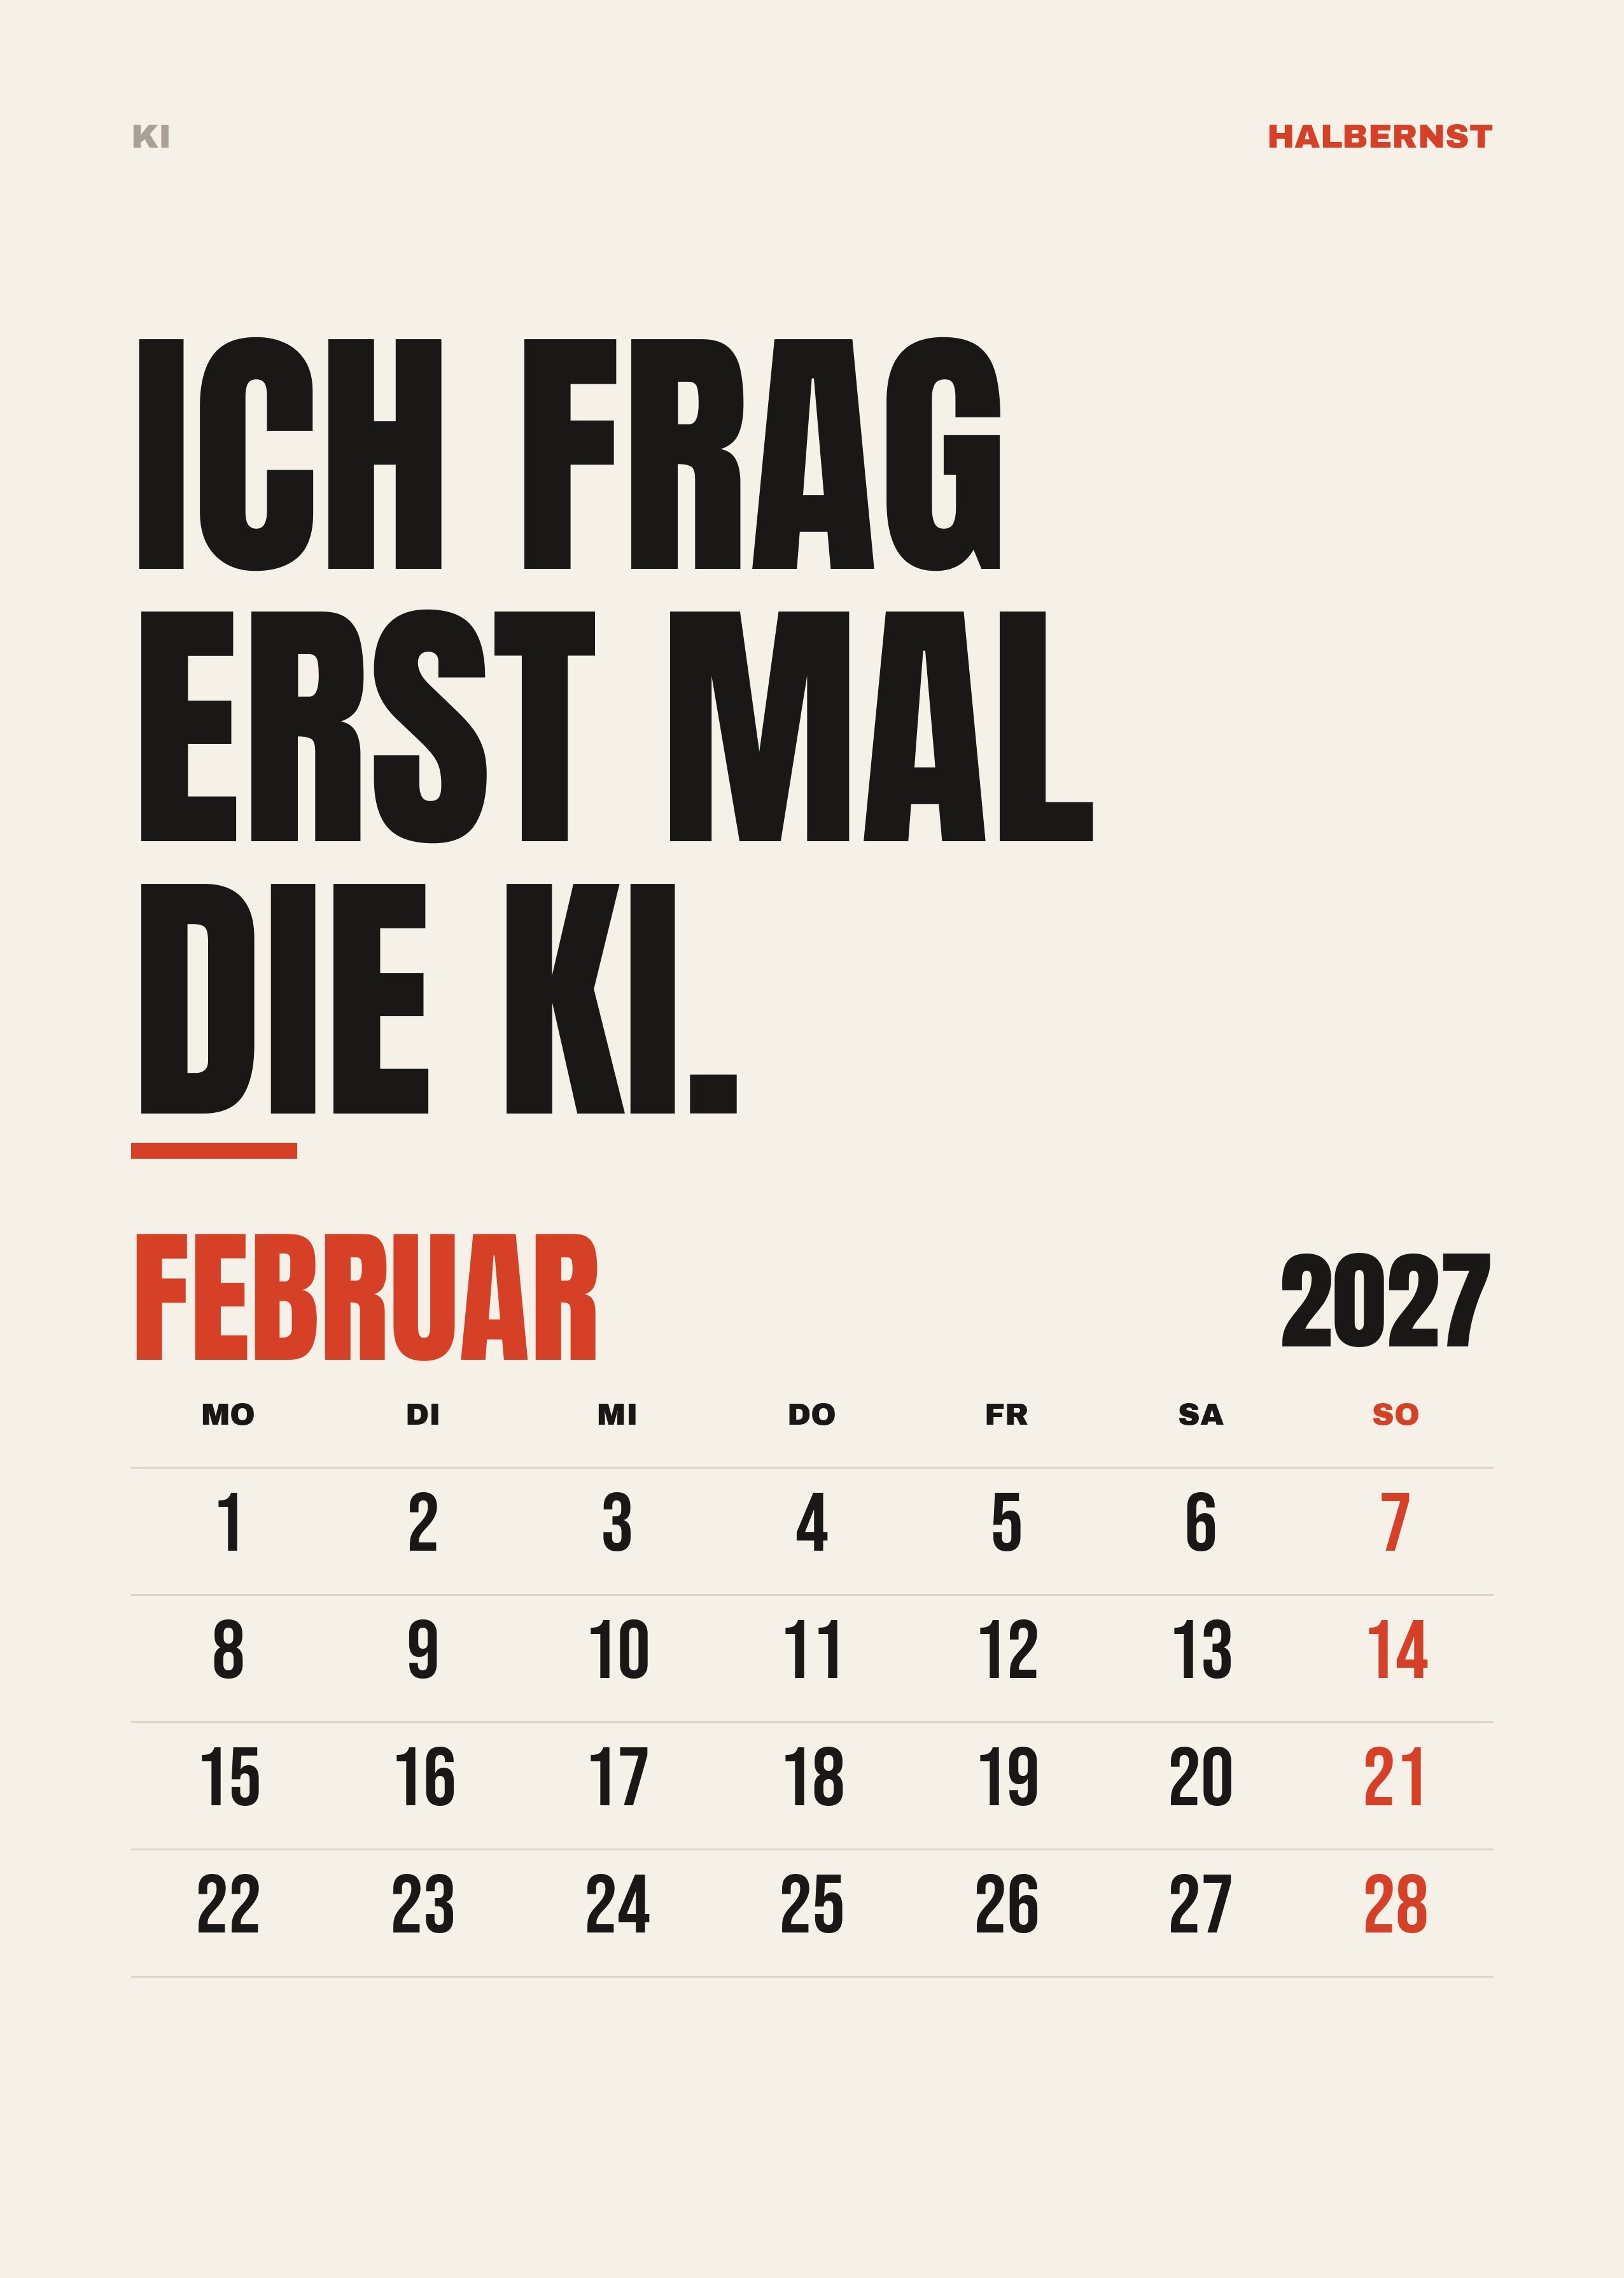 KI HALBERNST
ICH FRAG
ERST MAL
DIE KI.
FEBRUAR 2027
MO DI MI DO FR SA SO
1 2 3 4 5 6 7
8 9 10 11 12 13 14
15 16 17 18 19 20 21
22 23 24 25 26 27 28